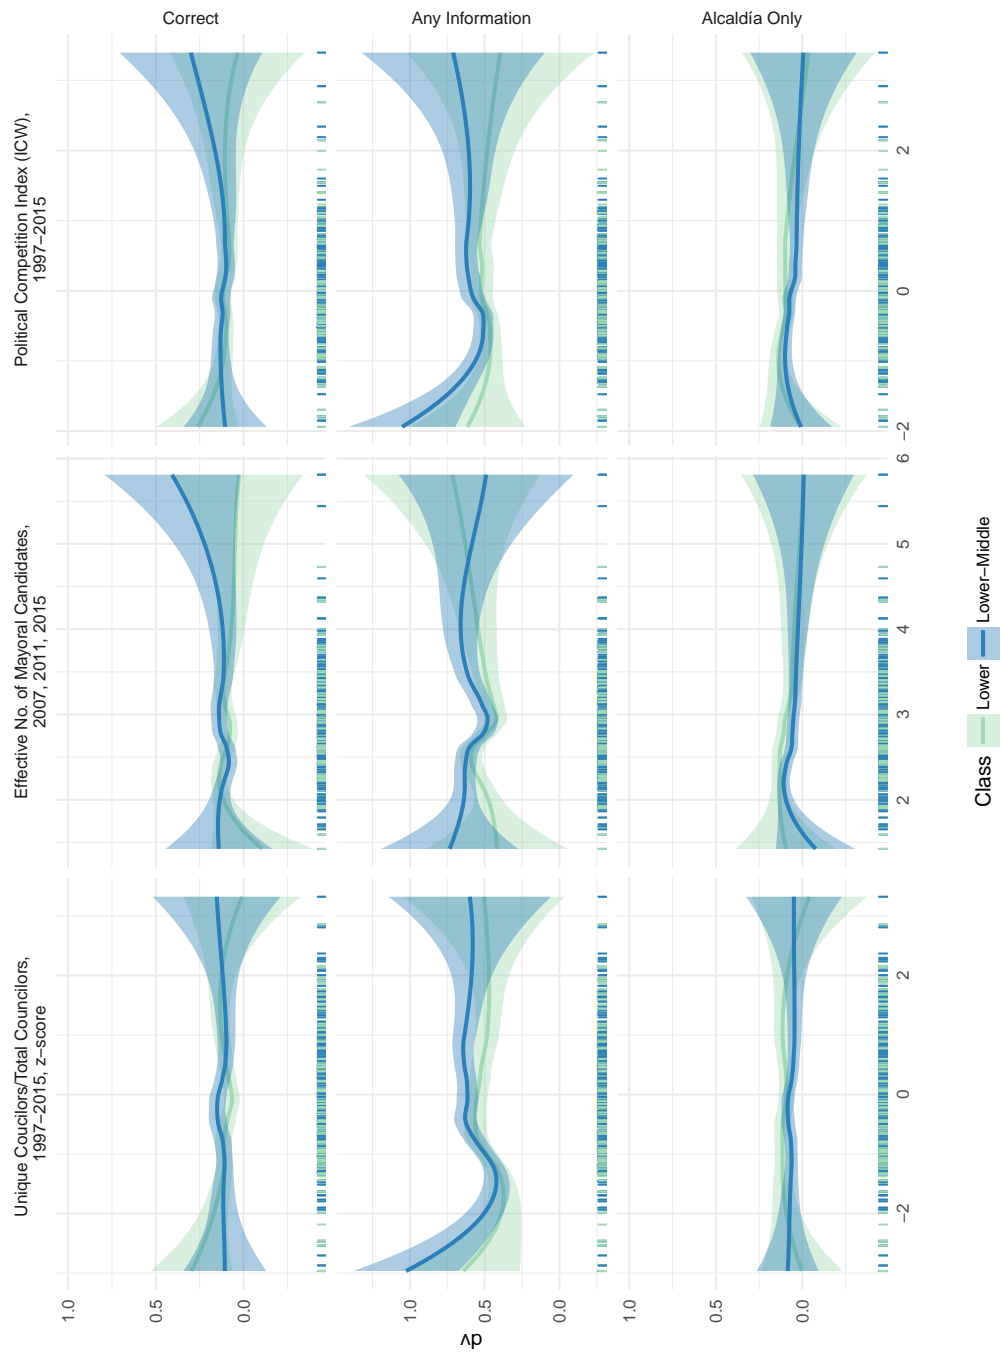 Correct
Any Information
Alcaldía Only
Political Competition Index (ICW),
1997−2015
Effective No. of Mayoral Candidates,
2007, 2011, 2015
Unique Coucilors/Total Councilors,
1997−2015, z−score
1.0
0.5
0.0
1.0
0.5
0.0
1.0
0.5
0.0
dv
−2
0
2
2
3
4
5
6
−2
0
2
Class
Lower
Lower−Middle